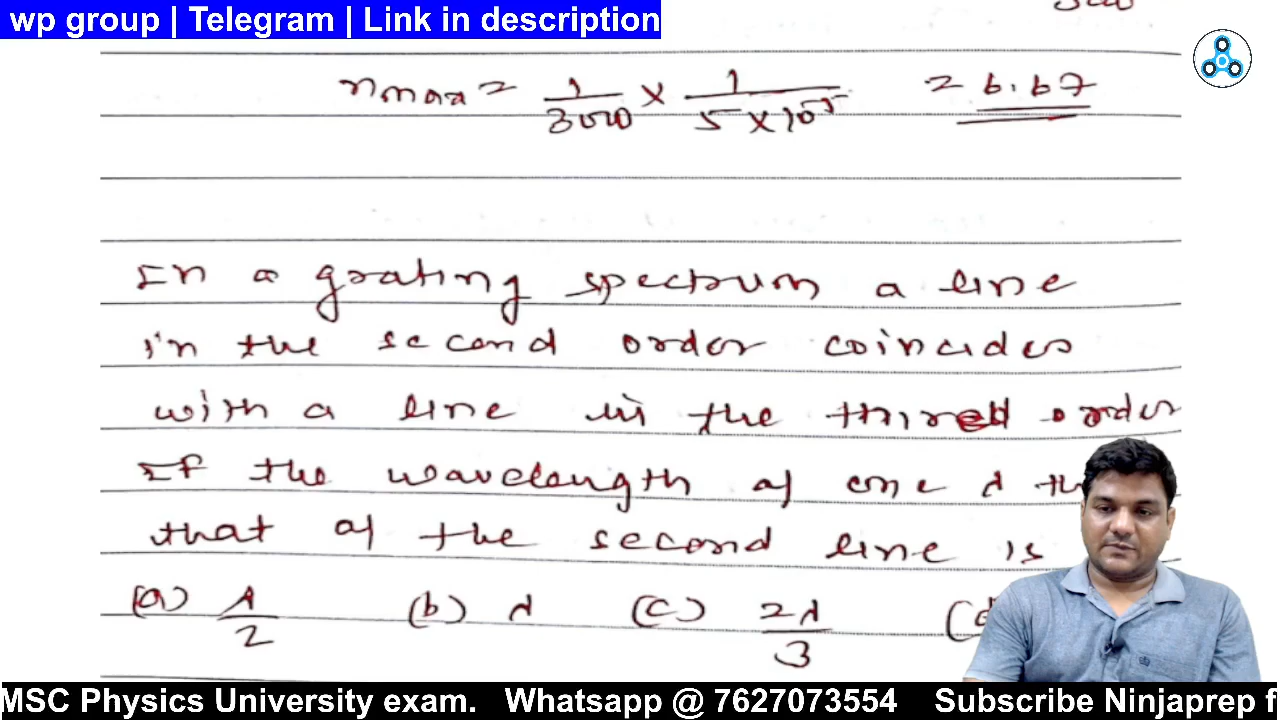 wp group | Telegram | Link in description
nmax = 1/3000 × 1/5×10⁻⁵ = 6.67
In a grating spectrum a line
in the second order coincides
with a line in the third order
If the wavelength of one λ
that of the second line is
(a) λ/2 (b) λ (c) 2λ/3
MSC Physics University exam. Whatsapp @ 7627073554 Subscribe Ninjaprep f